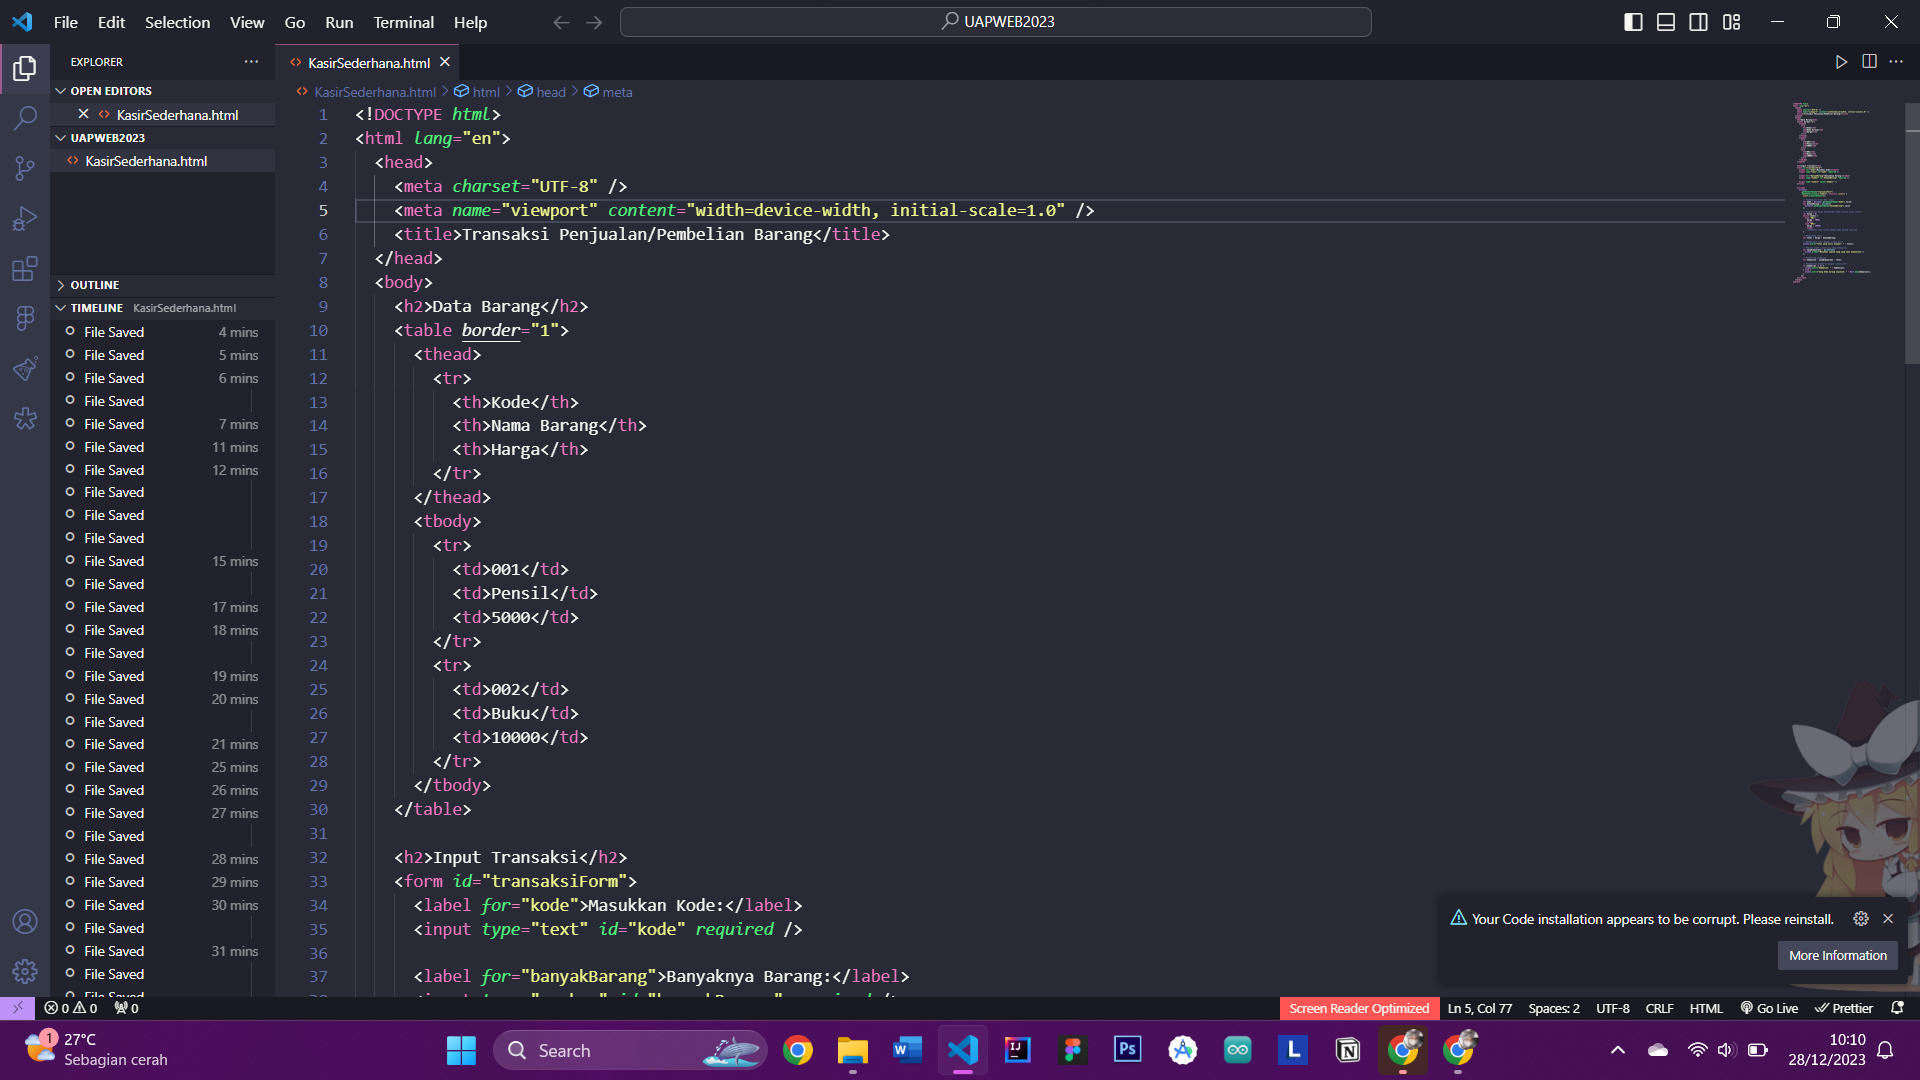 File Edit Selection View Go Run Terminal Help
UAPWEB2023
EXPLORER
OPEN EDITORS
KasirSederhana.html
UAPWEB2023
KasirSederhana.html
OUTLINE
TIMELINE KasirSederhana.html
File Saved 4 mins
File Saved 5 mins
File Saved 6 mins
File Saved
File Saved 7 mins
File Saved 11 mins
File Saved 12 mins
File Saved
File Saved
File Saved
File Saved 15 mins
File Saved
File Saved 17 mins
File Saved 18 mins
File Saved
File Saved 19 mins
File Saved 20 mins
File Saved
File Saved 21 mins
File Saved 25 mins
File Saved 26 mins
File Saved 27 mins
File Saved
File Saved 28 mins
File Saved 29 mins
File Saved 30 mins
File Saved
File Saved 31 mins
File Saved
File Saved
KasirSederhana.html
KasirSederhana.html > html > head > meta
1 <!DOCTYPE html>
2 <html lang="en">
3 <head>
4 <meta charset="UTF-8" />
5 <meta name="viewport" content="width=device-width, initial-scale=1.0" />
6 <title>Transaksi Penjualan/Pembelian Barang</title>
7 </head>
8 <body>
9 <h2>Data Barang</h2>
10 <table border="1">
11 <thead>
12 <tr>
13 <th>Kode</th>
14 <th>Nama Barang</th>
15 <th>Harga</th>
16 </tr>
17 </thead>
18 <tbody>
19 <tr>
20 <td>001</td>
21 <td>Pensil</td>
22 <td>5000</td>
23 </tr>
24 <tr>
25 <td>002</td>
26 <td>Buku</td>
27 <td>10000</td>
28 </tr>
29 </tbody>
30 </table>
31
32 <h2>Input Transaksi</h2>
33 <form id="transaksiForm">
34 <label for="kode">Masukkan Kode:</label>
35 <input type="text" id="kode" required />
36
37 <label for="banyakBarang">Banyaknya Barang:</label>
Your Code installation appears to be corrupt. Please reinstall.
More Information
0 0 0
Screen Reader Optimized Ln 5, Col 77 Spaces: 2 UTF-8 CRLF HTML Go Live Prettier
1
27°C
Sebagian cerah
Search
W
IJ
Ps
L
N
10:10
28/12/2023